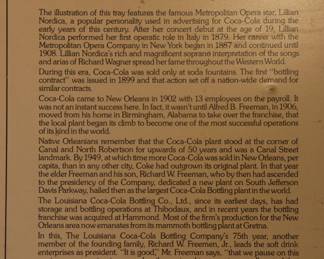 The illustration of this tray features the famous Metropolitan Opera star, Lillian
Nordica, a popular personality used in advertising for Coca-Cola during the
early years of this century. After her concert debut at the age of 19, Lillian
Nordica performed her first operatic role in Italy in 1879. Her career with the
Metropolitan Opera Company in New York began in 1887 and continued until
1908. Lillian Nordica's rich and magnificent soprano interpretation of the songs
and arias of Richard Wagner spread her fame throughout the Western World.
During this era, Coca-Cola was sold only at soda fountains. The first "bottling
contract" was issued in 1899 and that action set off a nation-wide demand for
similar contracts.
Coca-Cola came to New Orleans in 1902 with 13 employees on the payroll. It
was not an instant success here. In fact, it wasn't until Alfred B. Freeman, in 1906,
moved from his home in Birmingham, Alabama to take over the franchise, that
the local plant began its climb to become one of the most successful operations
of its kind in the world.
Native Orleanians remember that the Coca-Cola plant stood at the corner of
Canal and North Robertson for upwards of 50 years and was a Canal Street
landmark. By 1949, at which time more Coca-Cola was sold in New Orleans, per
capita, than in any other city, Coke had outgrown its original plant. In that year
the elder Freeman and his son, Richard W. Freeman, who by then had ascended
to the presidency of the Company, dedicated a new plant on South Jefferson
Davis Parkway, hailed then as the largest Coca-Cola Bottling plant in the world.
The Louisiana Coca-Cola Bottling Co., Ltd., since its earliest days, has had
storage and bottling operations at Thibodaux, and in recent years the bottling
franchise was acquired at Hammond. Most of the firm's production for the New
Orleans area now emanates from its mammoth bottling plant at Gretna.
In this, The Louisiana Coca-Cola Bottling Company's 75th year, another
member of the founding family, Richard W. Freeman, Jr., leads the soft drink
enterprises as president. "It is good," Mr. Freeman says, "that we pause on this